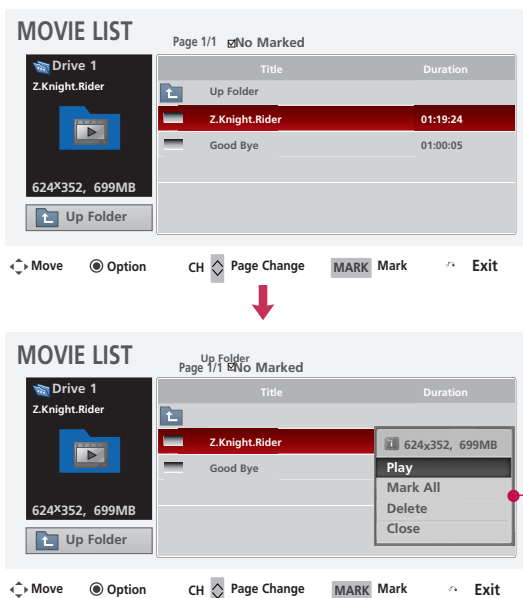 MOVIE LIST
Page 1/1 No Marked
Drive 1
Z.Knight.Rider
624x352, 699MB
Up Folder
Title Duration
Up Folder
Z.Knight.Rider 01:19:24
Good Bye 01:00:05
Move Option CH Page Change MARK Mark Exit
MOVIE LIST
Up Folder
Page 1/1 No Marked
Drive 1
Z.Knight.Rider
624x352, 699MB
Up Folder
Title Duration
Z.Knight.Rider
Good Bye
i 624x352, 699MB
Play
Mark All
Delete
Close
Move Option CH Page Change MARK Mark Exit